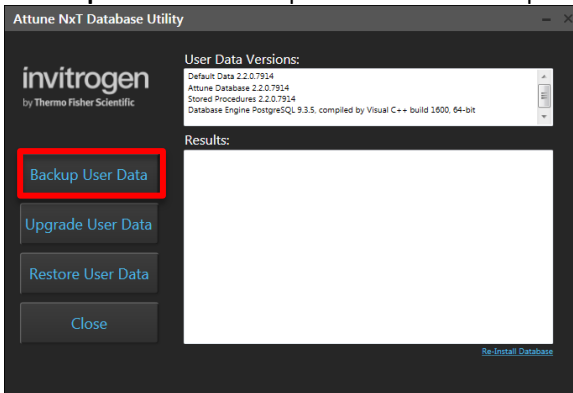 Attune NxT Database Utility
invitrogen
by Thermo Fisher Scientific
User Data Versions:
Default Data 2.2.0.7914
Attune Database 2.2.0.7914
Stored Procedures 2.2.0.7914
Database Engine PostgreSQL 9.3.5, compiled by Visual C++ build 1600, 64-bit
Results:
Backup User Data
Upgrade User Data
Restore User Data
Close
Re-Install Database